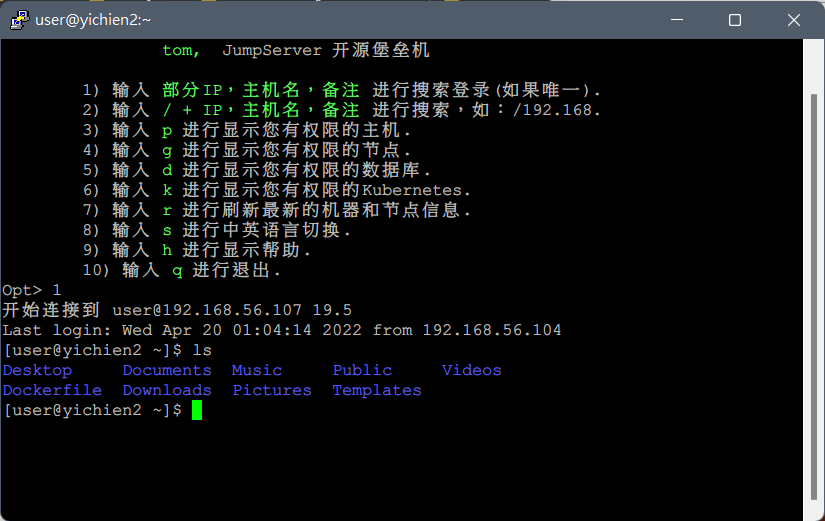 user@yichien2:~
tom, JumpServer 开源堡垒机
1) 输入 部分IP，主机名，备注 进行搜索登录(如果唯一).
2) 输入 / + IP，主机名，备注 进行搜索，如：/192.168.
3) 输入 p 进行显示您有权限的主机.
4) 输入 g 进行显示您有权限的节点.
5) 输入 d 进行显示您有权限的数据库.
6) 输入 k 进行显示您有权限的Kubernetes.
7) 输入 r 进行刷新最新的机器和节点信息.
8) 输入 s 进行中英语言切换.
9) 输入 h 进行显示帮助.
10) 输入 q 进行退出.
Opt> 1
开始连接到 user@192.168.56.107 19.5
Last login: Wed Apr 20 01:04:14 2022 from 192.168.56.104
[user@yichien2 ~]$ ls
Desktop Documents Music Public Videos
Dockerfile Downloads Pictures Templates
[user@yichien2 ~]$